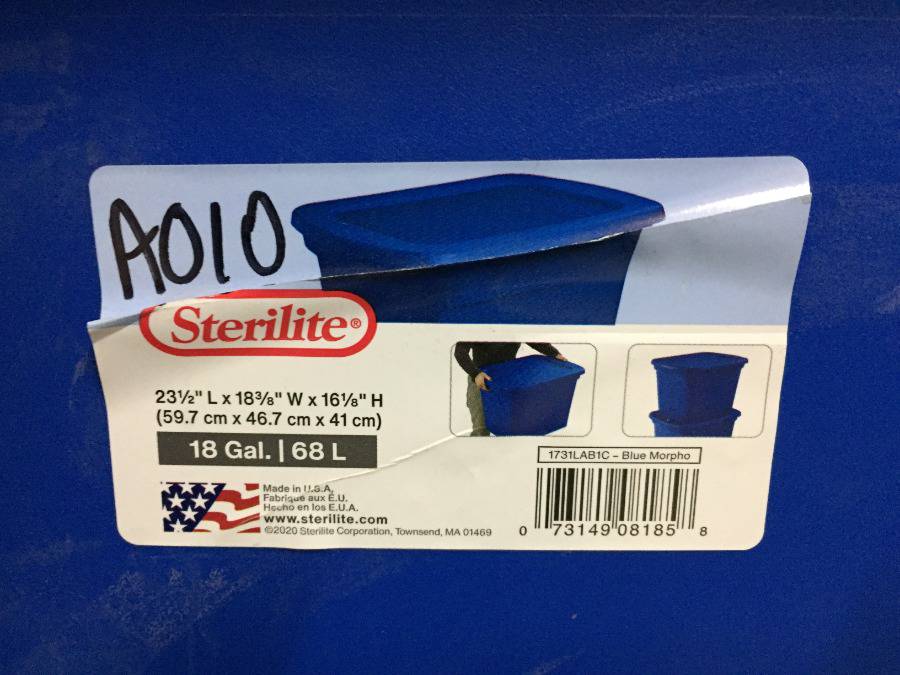 A010
Sterilite®
23½" L x 18⅜" W x 16⅛" H
(59.7 cm x 46.7 cm x 41 cm)
18 Gal. | 68 L
Made in U.S.A.
Fabriqué aux É.U.
Hecho en los E.U.A.
www.sterilite.com
©2020 Sterilite Corporation, Townsend, MA 01469
1731LAB1C – Blue Morpho
0 73149 08185 8